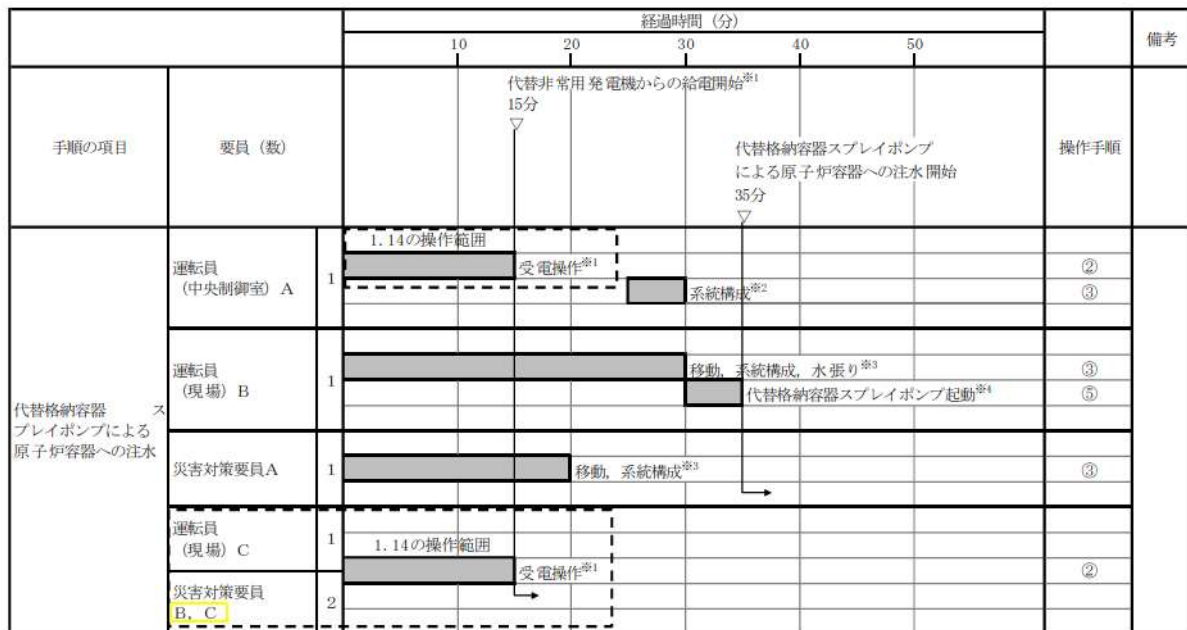 経過時間（分）
備考
10 20 30 40 50
手順の項目
要員（数）
操作手順
代替非常用発電機からの給電開始※1
15分
▽
代替格納容器スプレイポンプ
による原子炉容器への注水開始
35分
▽
代替格納容器 ス
プレイポンプによる
原子炉容器への注水
運転員
（中央制御室）A
1
1.14の操作範囲
受電操作※1
②
系統構成※2
③
運転員
（現場）B
1
移動，系統構成，水張り※3
③
代替格納容器スプレイポンプ起動※4
⑤
災害対策要員A
1
移動，系統構成※3
③
運転員
（現場）C
1
1.14の操作範囲
受電操作※1
②
災害対策要員
B，C
2